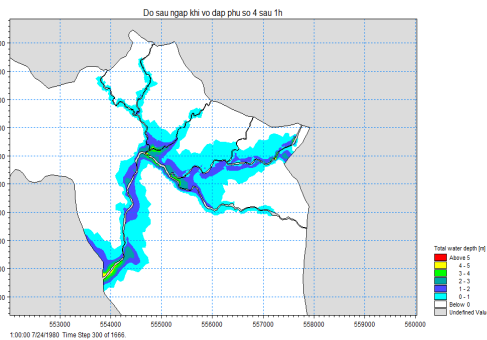 Do sau ngap khi vo dap phu so 4 sau 1h
Total water depth [m]
Above 5
4 - 5
3 - 4
2 - 3
1 - 2
0 - 1
Below 0
Undefined Valu
553000 554000 555000 556000 557000 558000 559000 560000
1:00:00 7/24/1980 Time Step 300 of 1666.